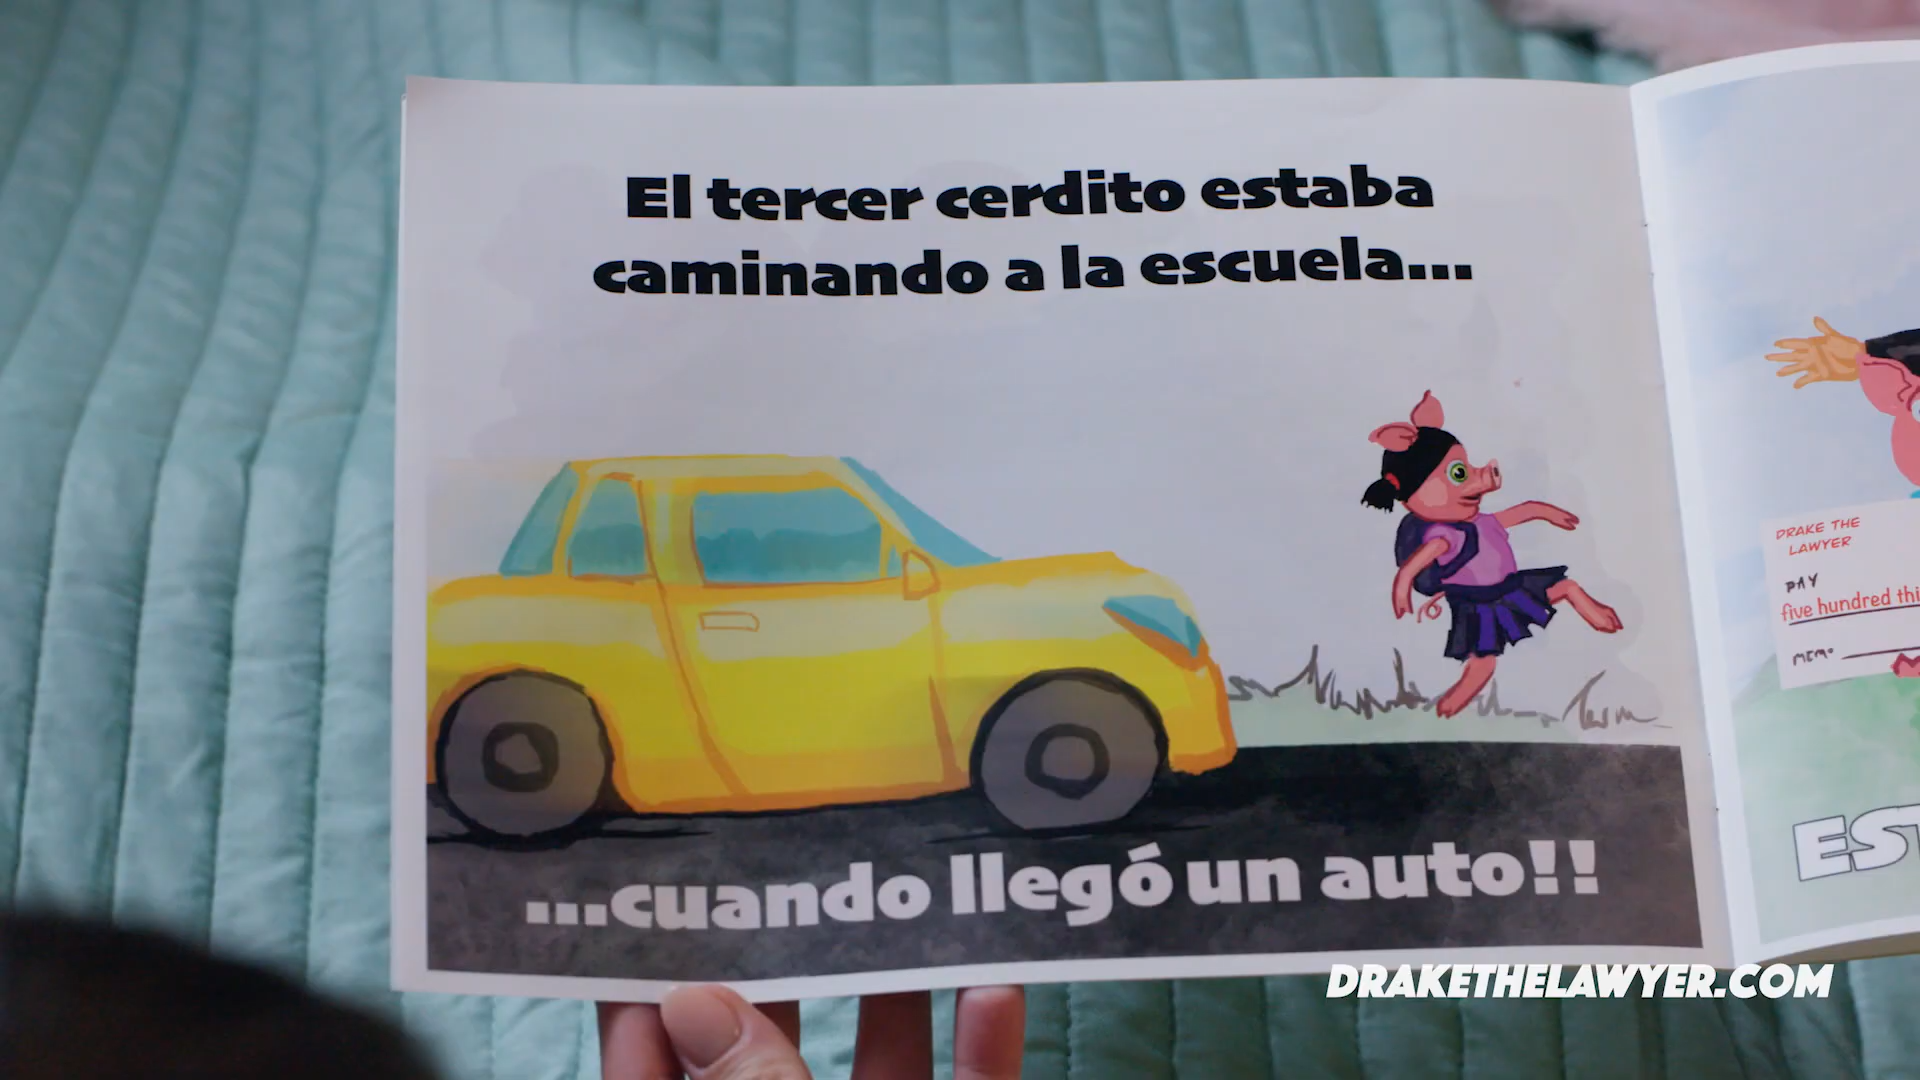 El tercer cerdito estaba
caminando a la escuela...
...cuando llegó un auto!!
DRAKE THE
LAWYER
PAY
five hundred
MEMO
DRAKETHELAWYER.COM